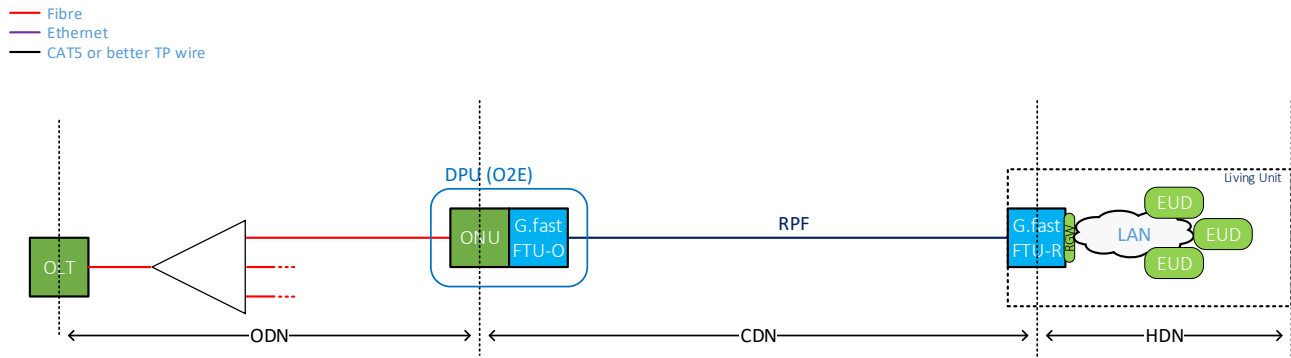 Fibre
Ethernet
CAT5 or better TP wire
DPU (O2E)
Living Unit
OLT
ONU
G.fast
FTU-O
RPF
G.fast
FTU-R
RGW
LAN
EUD
EUD
EUD
ODN
CDN
HDN